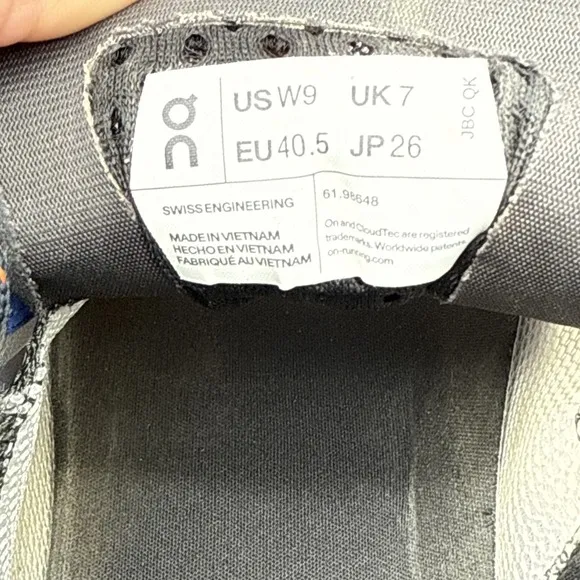 On
US W9 UK 7
EU 40.5 JP 26
JBC QK
SWISS ENGINEERING
61.98648
MADE IN VIETNAM
HECHO EN VIETNAM
FABRIQUÉ AU VIETNAM
On and CloudTec are registered
trademarks. Worldwide patents
on-running.com